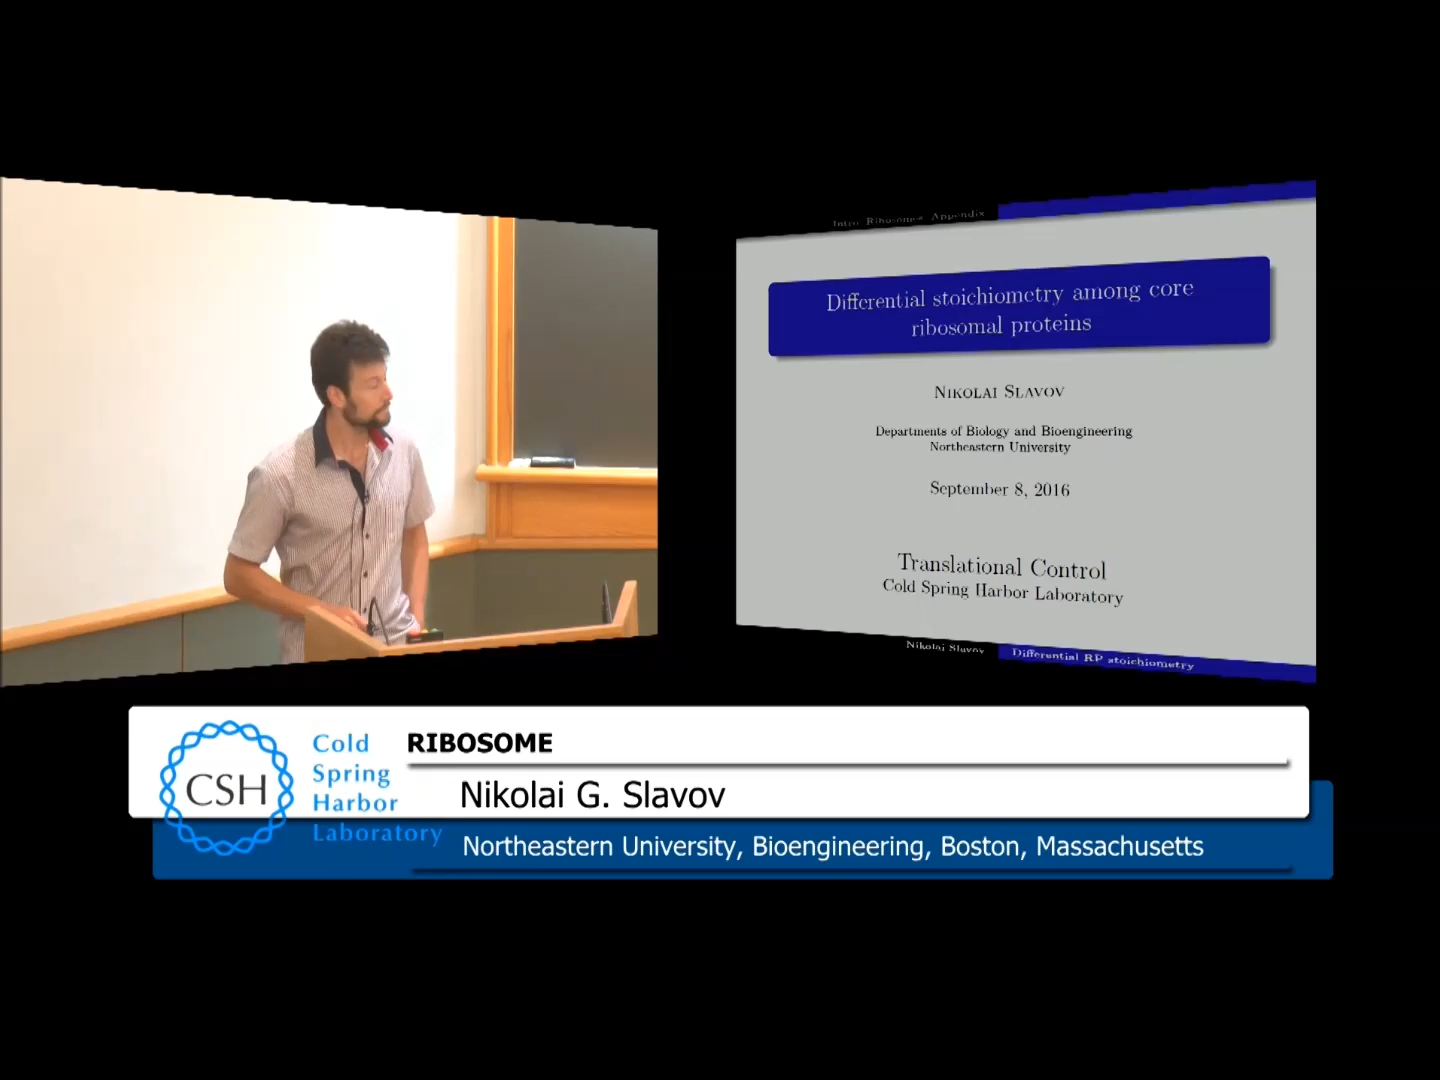 Intro Ribosomes Appendix
Differential stoichiometry among core
ribosomal proteins
NIKOLAI SLAVOV
Departments of Biology and Bioengineering
Northeastern University
September 8, 2016
Translational Control
Cold Spring Harbor Laboratory
Nikolai Slavov
Differential RP stoichiometry
CSH
Cold
Spring
Harbor
Laboratory
RIBOSOME
Nikolai G. Slavov
Northeastern University, Bioengineering, Boston, Massachusetts